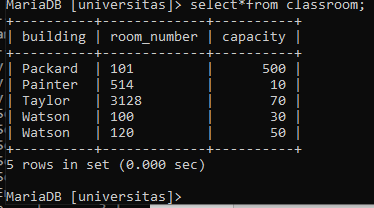 MariaDB [universitas]> select*from classroom;
+----------+-------------+----------+
| building | room_number | capacity |
+----------+-------------+----------+
| Packard | 101 | 500 |
| Painter | 514 | 10 |
| Taylor | 3128 | 70 |
| Watson | 100 | 30 |
| Watson | 120 | 50 |
+----------+-------------+----------+
5 rows in set (0.000 sec)
MariaDB [universitas]>